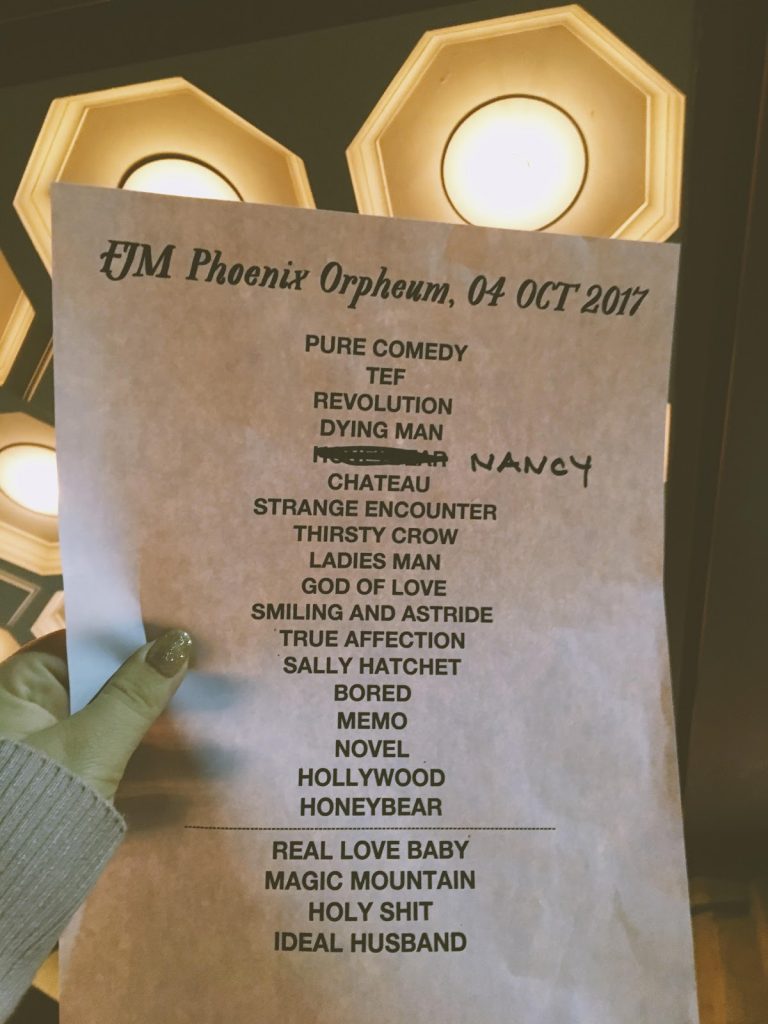 FJM Phoenix Orpheum, 04 OCT 2017
PURE COMEDY
TEF
REVOLUTION
DYING MAN
NANCY
CHATEAU
STRANGE ENCOUNTER
THIRSTY CROW
LADIES MAN
GOD OF LOVE
SMILING AND ASTRIDE
TRUE AFFECTION
SALLY HATCHET
BORED
MEMO
NOVEL
HOLLYWOOD
HONEYBEAR
REAL LOVE BABY
MAGIC MOUNTAIN
HOLY SHIT
IDEAL HUSBAND